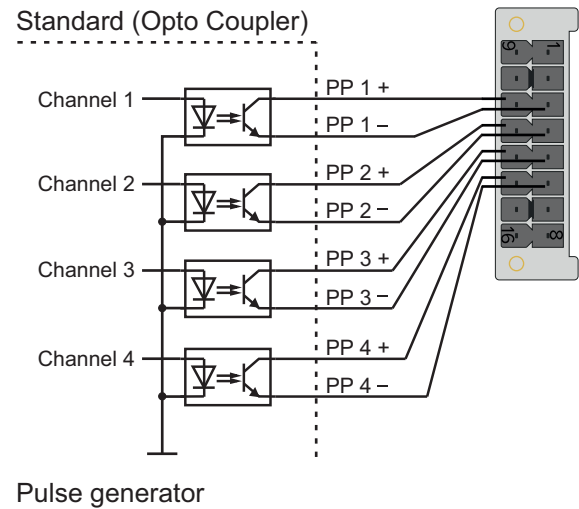 Standard (Opto Coupler)
9 1
Channel 1
PP 1 +
PP 1 –
Channel 2
PP 2 +
PP 2 –
Channel 3
PP 3 +
PP 3 –
Channel 4
PP 4 +
PP 4 –
16 8
Pulse generator